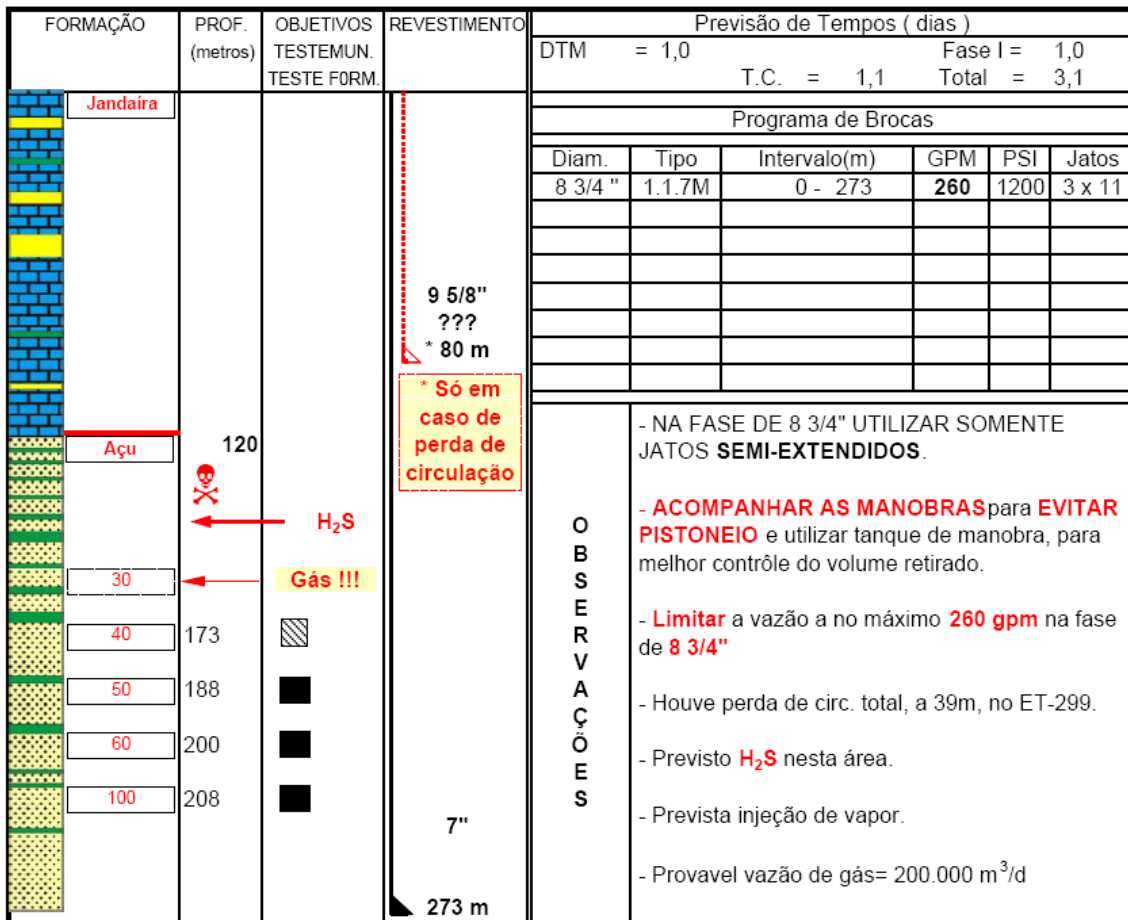 FORMAÇÃO
PROF.
(metros)
OBJETIVOS
TESTEMUN.
TESTE F0RM.
REVESTIMENTO
Previsão de Tempos ( dias )
DTM = 1,0 Fase I = 1,0
T.C. = 1,1 Total = 3,1
Programa de Brocas
Diam. Tipo Intervalo(m) GPM PSI Jatos
8 3/4 " 1.1.7M 0 - 273 260 1200 3 x 11
Jandaíra
9 5/8"
???
* 80 m
* Só em
caso de
perda de
circulação
Açu
120
H₂S
30
Gás !!!
40 173
50 188
60 200
100 208
7"
273 m
OBSERVAÇÕES
- NA FASE DE 8 3/4" UTILIZAR SOMENTE
JATOS SEMI-EXTENDIDOS.
- ACOMPANHAR AS MANOBRAS para EVITAR
PISTONEIO e utilizar tanque de manobra, para
melhor contrôle do volume retirado.
- Limitar a vazão a no máximo 260 gpm na fase
de 8 3/4"
- Houve perda de circ. total, a 39m, no ET-299.
- Previsto H₂S nesta área.
- Prevista injeção de vapor.
- Provavel vazão de gás= 200.000 m³/d